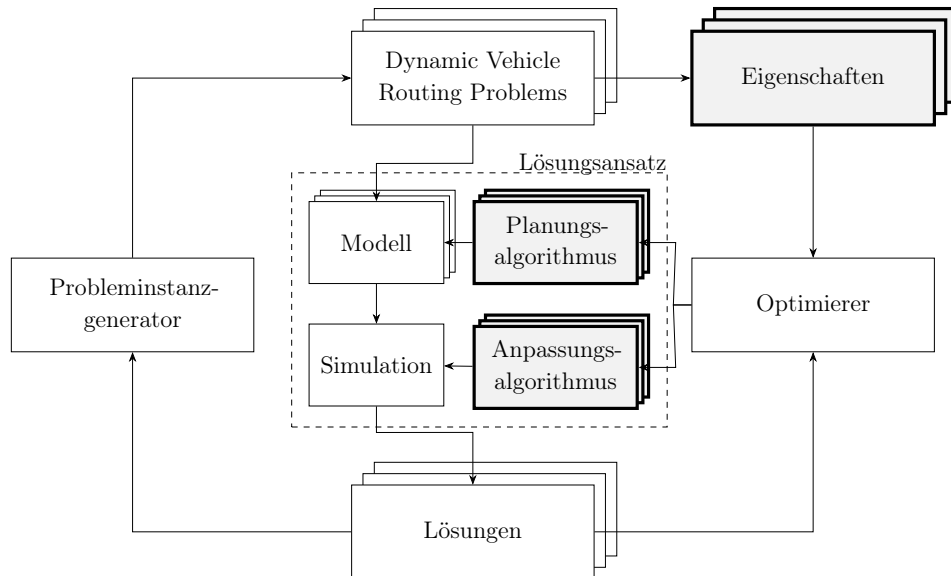 Dynamic Vehicle
Routing Problems
Eigenschaften
Lösungsansatz
Modell
Planungs-
algorithmus
Probleminstanz-
generator
Optimierer
Simulation
Anpassungs-
algorithmus
Lösungen